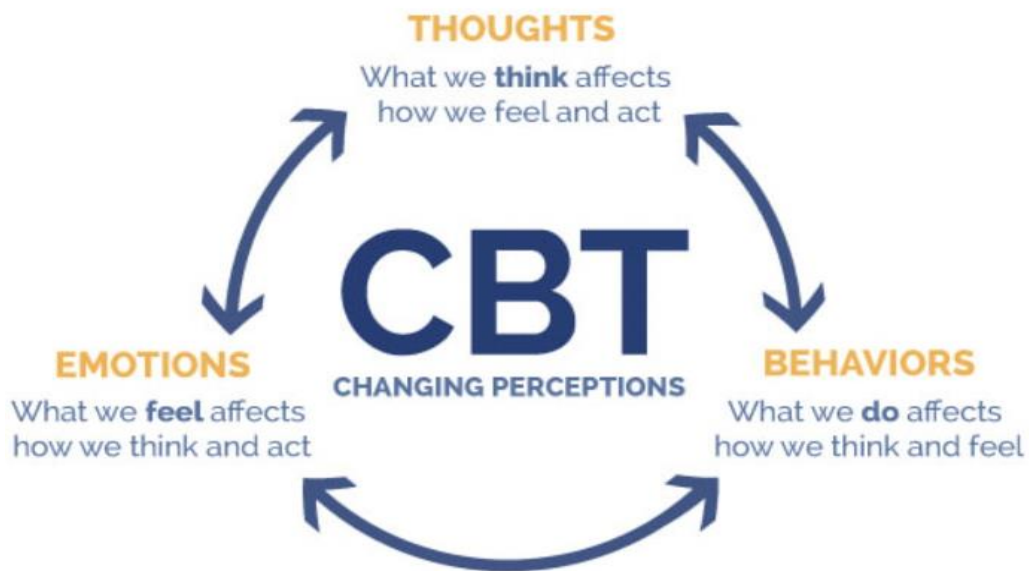 THOUGHTS
What we think affects
how we feel and act
CBT
CHANGING PERCEPTIONS
EMOTIONS
What we feel affects
how we think and act
BEHAVIORS
What we do affects
how we think and feel